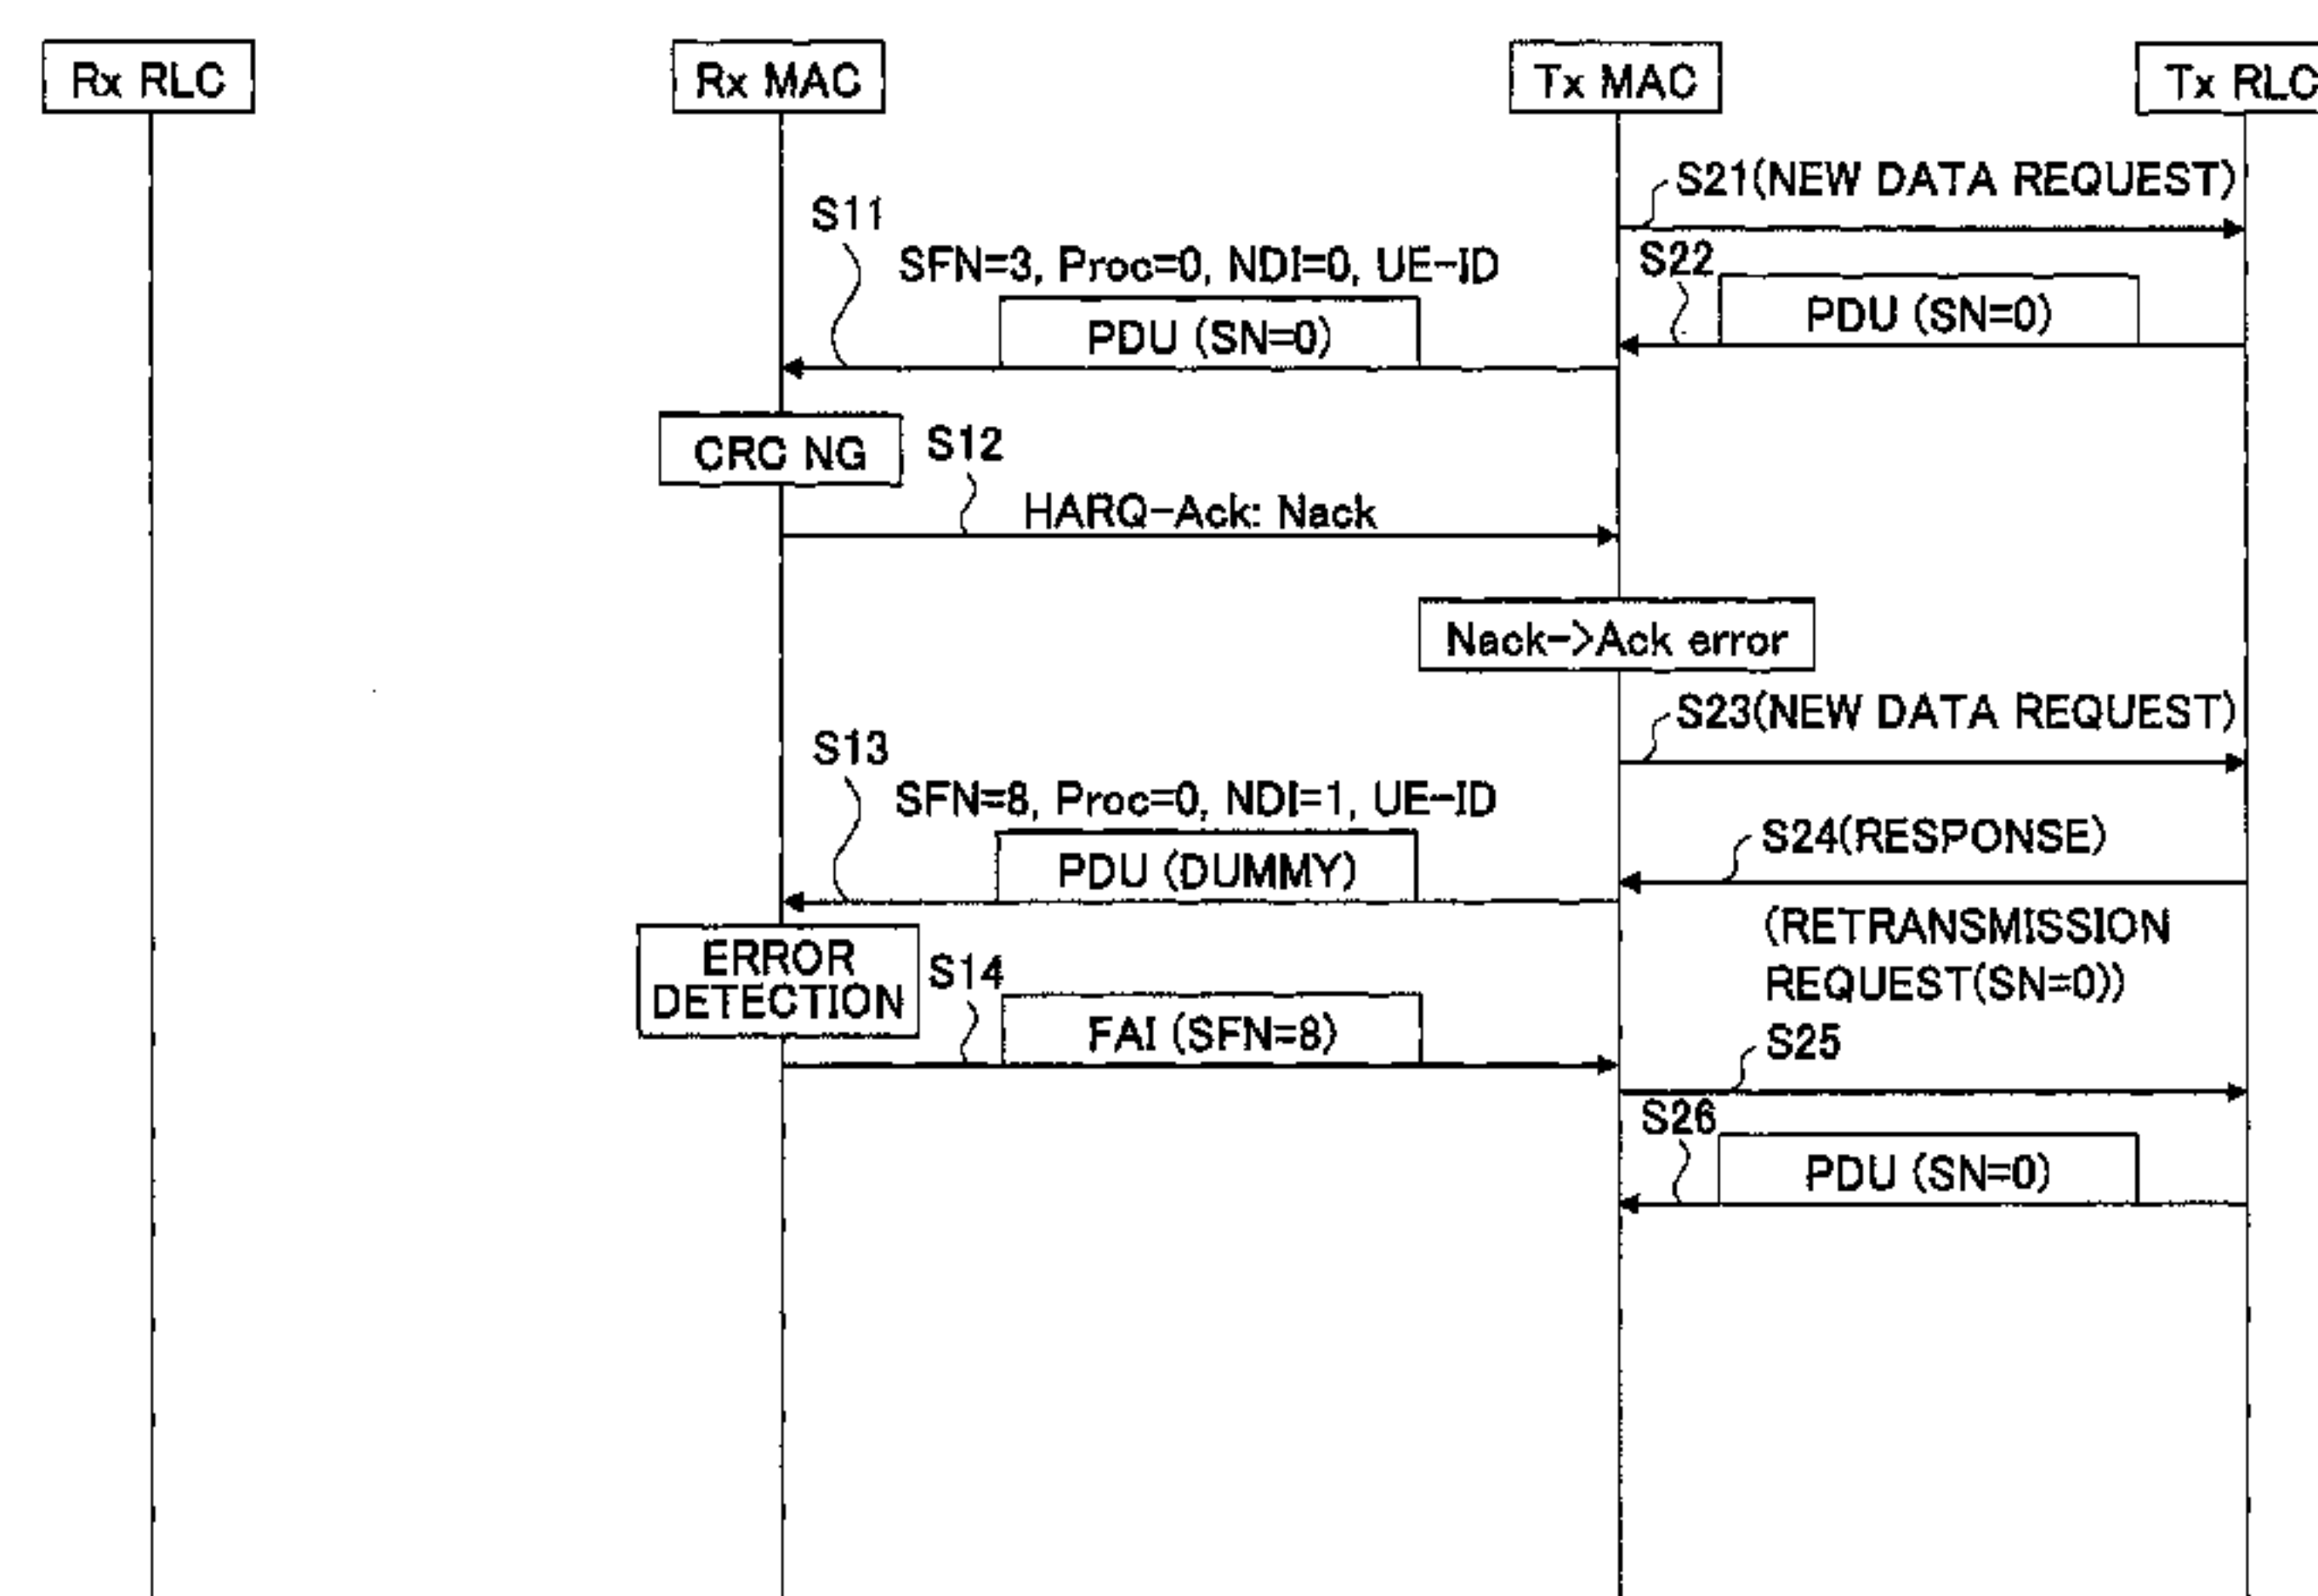 Rx RLC
Rx MAC
Tx MAC
Tx RLC
S21(NEW DATA REQUEST)
S11
SFN=3, Proc=0, NDI=0, UE-ID
S22
PDU (SN=0)
PDU (SN=0)
CRC NG
S12
HARQ-Ack: Nack
Nack->Ack error
S23(NEW DATA REQUEST)
S13
SFN=8, Proc=0, NDI=1, UE-ID
S24(RESPONSE)
PDU (DUMMY)
(RETRANSMISSION
REQUEST(SN=0))
ERROR
DETECTION
S14
FAI (SFN=8)
S25
S26
PDU (SN=0)